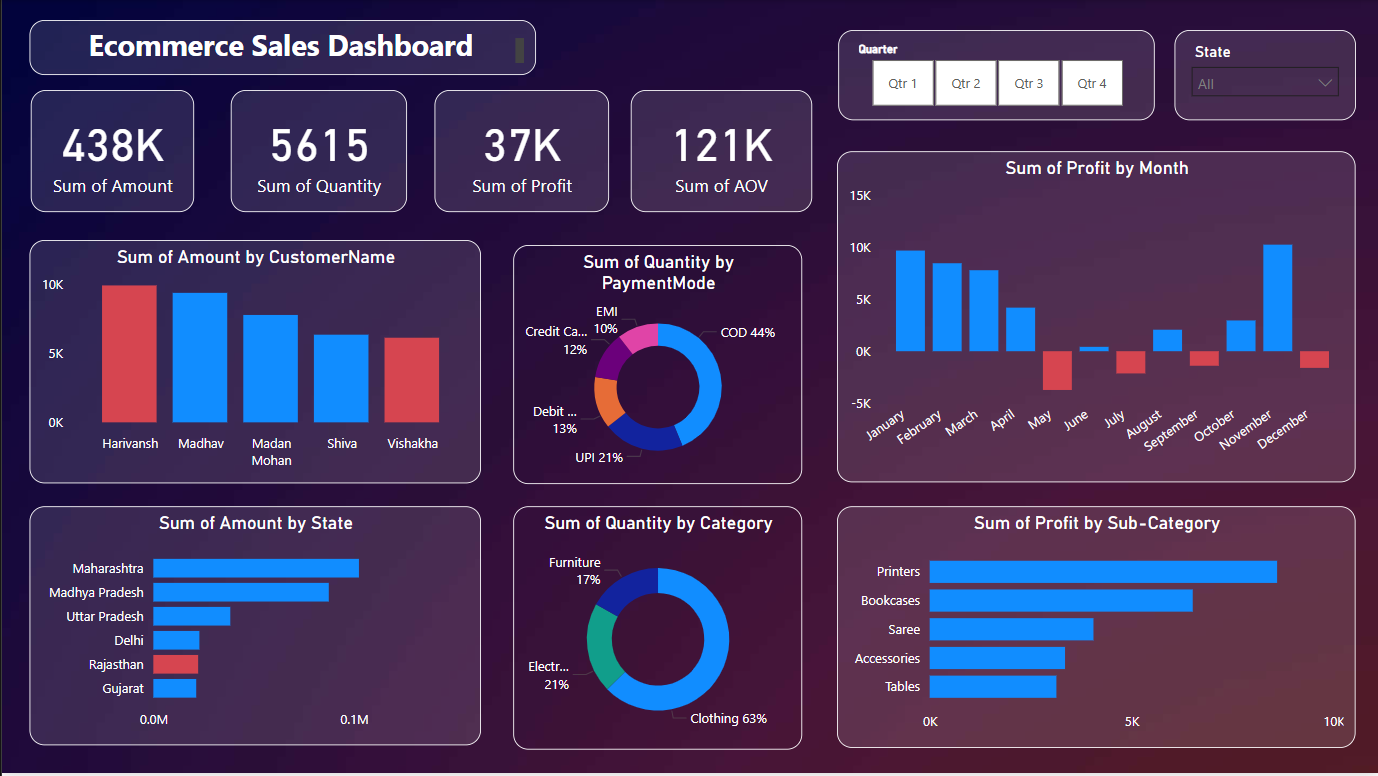 Ecommerce Sales Dashboard
Quarter
Qtr 1
Qtr 2
Qtr 3
Qtr 4
State
All
438K
Sum of Amount
5615
Sum of Quantity
37K
Sum of Profit
121K
Sum of AOV
Sum of Profit by Month
15K
10K
5K
0K
-5K
January
February
March
April
May
June
July
August
September
October
November
December
Sum of Amount by CustomerName
10K
5K
0K
Harivansh
Madhav
Madan
Mohan
Shiva
Vishakha
Sum of Quantity by
PaymentMode
EMI
10%
Credit Ca...
12%
Debit ...
13%
UPI 21%
COD 44%
Sum of Amount by State
Maharashtra
Madhya Pradesh
Uttar Pradesh
Delhi
Rajasthan
Gujarat
0.0M
0.1M
Sum of Quantity by Category
Furniture
17%
Electr...
21%
Clothing 63%
Sum of Profit by Sub-Category
Printers
Bookcases
Saree
Accessories
Tables
0K
5K
10K